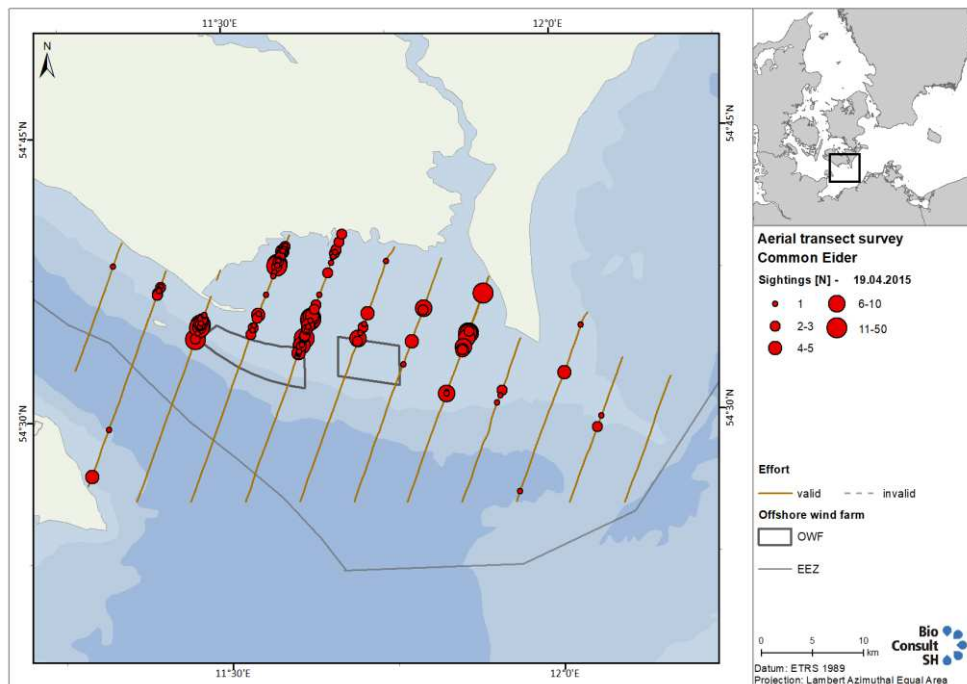 11°30'E
12°0'E
N
54°45'N
54°45'N
54°30'N
54°30'N
11°30'E
12°0'E
Aerial transect survey
Common Eider
Sightings [N] - 19.04.2015
1
6-10
2-3
11-50
4-5
Effort
valid
invalid
Offshore wind farm
OWF
EEZ
0 5 10
km
Bio
Consult
SH
Datum: ETRS 1989
Projection: Lambert Azimuthal Equal Area